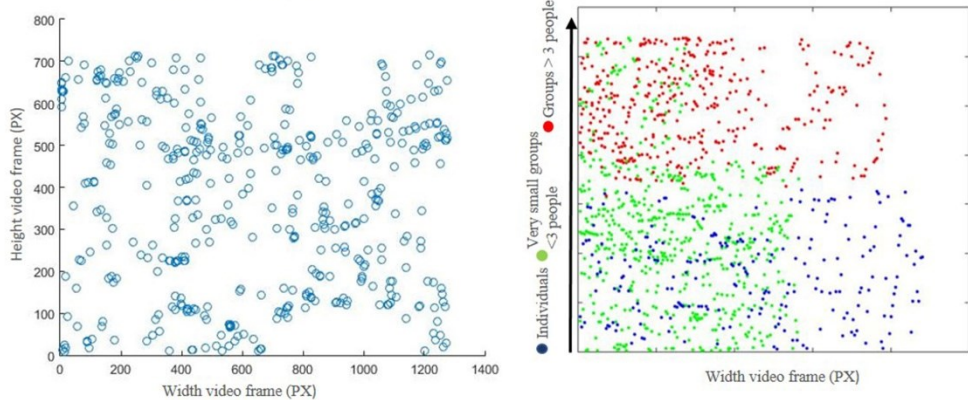 800
700
600
500
400
300
200
100
0
Height video frame (PX)
0 200 400 600 800 1000 1200 1400
Width video frame (PX)
Individuals
Very small groups
<3 people
Groups > 3 people
Width video frame (PX)